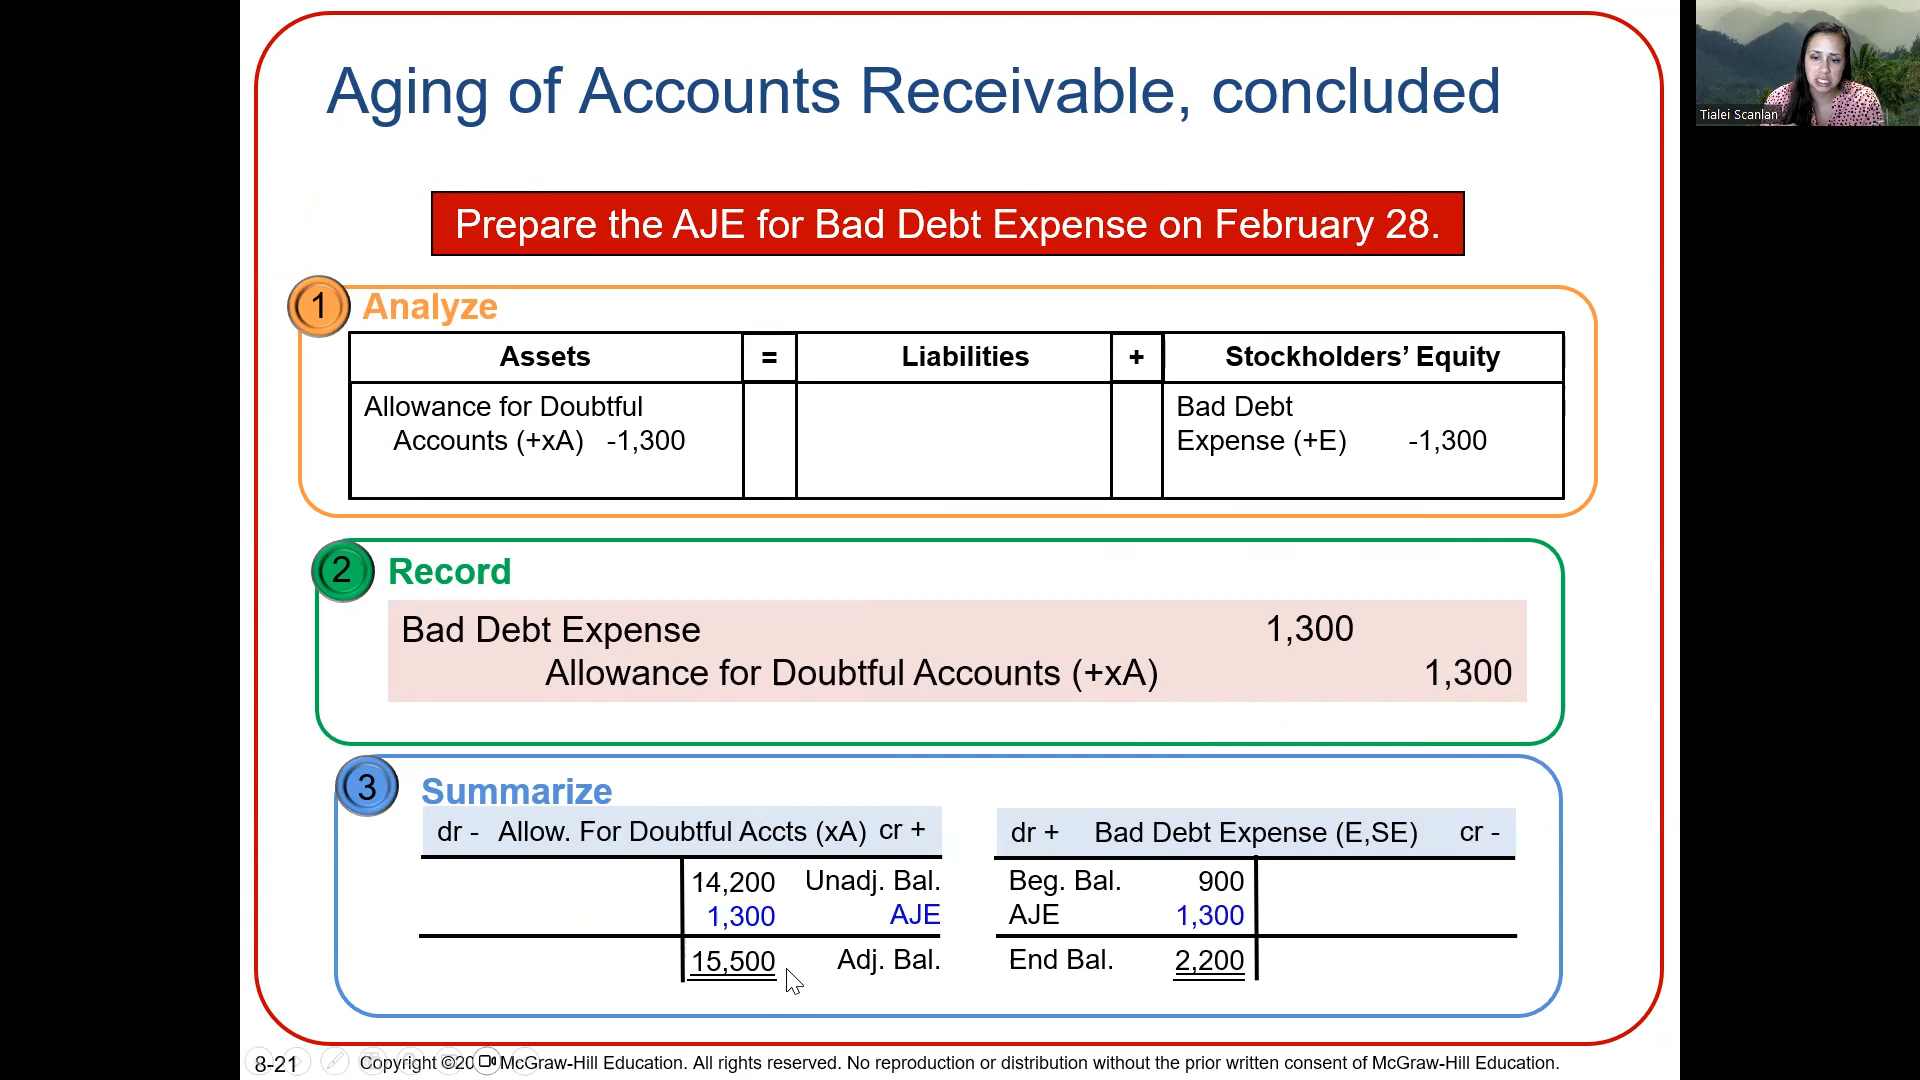 Aging of Accounts Receivable, concluded
Tialei Scanlan
Prepare the AJE for Bad Debt Expense on February 28.
1 Analyze
Assets = Liabilities + Stockholders’ Equity
Allowance for Doubtful Bad Debt
Accounts (+xA) -1,300 Expense (+E) -1,300
2 Record
Bad Debt Expense 1,300
Allowance for Doubtful Accounts (+xA) 1,300
3 Summarize
dr - Allow. For Doubtful Accts (xA) cr + dr + Bad Debt Expense (E,SE) cr -
14,200 Unadj. Bal. Beg. Bal. 900
1,300 AJE AJE 1,300
15,500 Adj. Bal. End Bal. 2,200
8-21 Copyright McGraw-Hill Education. All rights reserved. No reproduction or distribution without the prior written consent of McGraw-Hill Education.